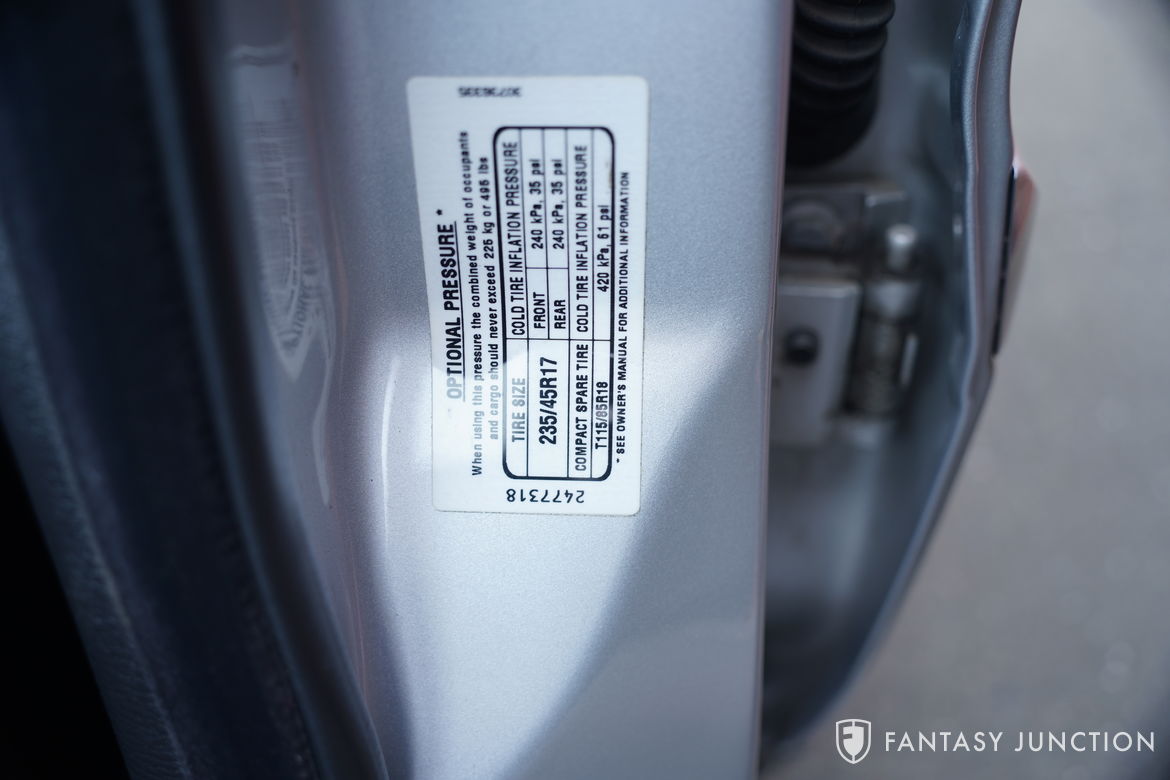 30736335
OPTIONAL PRESSURE *
When using this pressure the combined weight of occupants
and cargo should never exceed 225 kg or 495 lbs
TIRE SIZE COLD TIRE INFLATION PRESSURE
235/45R17 FRONT 240 kPa, 35 psi
REAR 240 kPa, 35 psi
COMPACT SPARE TIRE COLD TIRE INFLATION PRESSURE
T115/85R18 420 kPa, 61 psi
* SEE OWNER'S MANUAL FOR ADDITIONAL INFORMATION
2477318
FANTASY JUNCTION